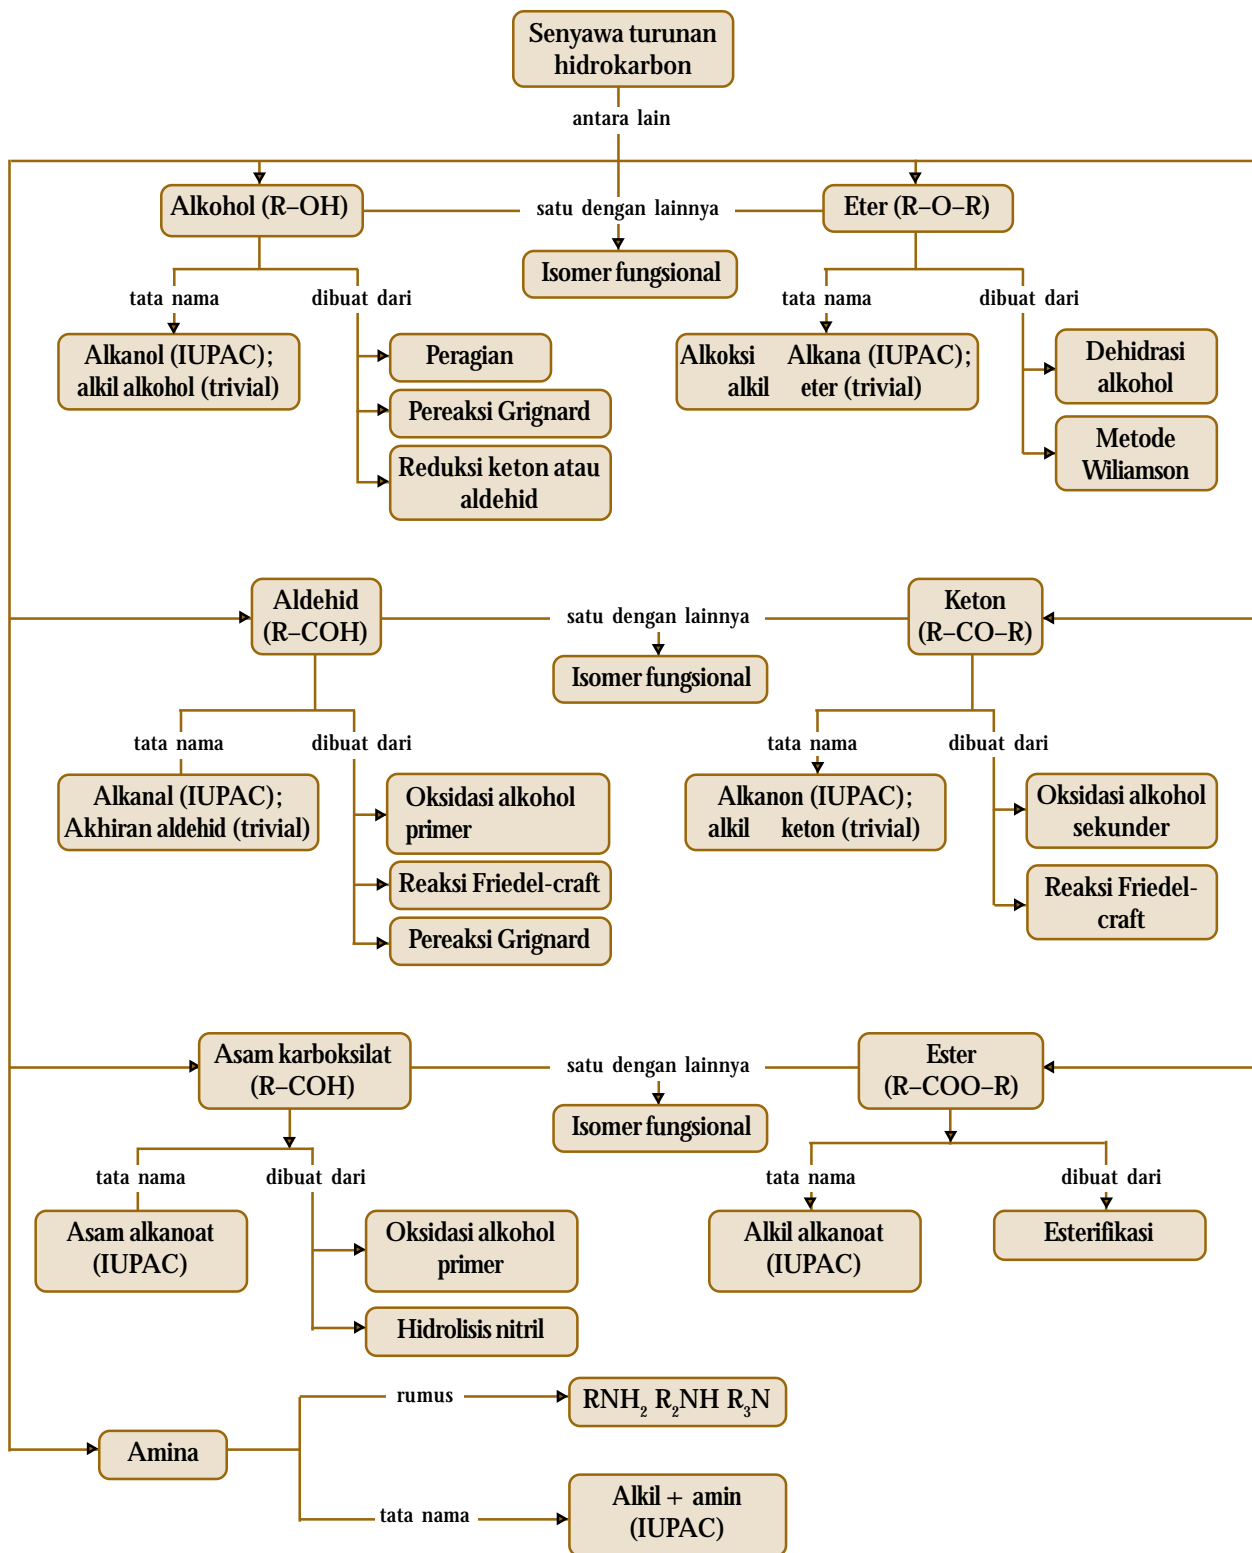 Senyawa turunan
hidrokarbon
antara lain
Alkohol (R–OH)
satu dengan lainnya
Eter (R–O–R)
Isomer fungsional
tata nama
dibuat dari
tata nama
dibuat dari
Alkanol (IUPAC);
alkil alkohol (trivial)
Peragian
Pereaksi Grignard
Reduksi keton atau
aldehid
Alkoksi Alkana (IUPAC);
alkil eter (trivial)
Dehidrasi
alkohol
Metode
Wiliamson
Aldehid
(R–COH)
satu dengan lainnya
Keton
(R–CO–R)
Isomer fungsional
tata nama
dibuat dari
tata nama
dibuat dari
Alkanal (IUPAC);
Akhiran aldehid (trivial)
Oksidasi alkohol
primer
Reaksi Friedel-craft
Pereaksi Grignard
Alkanon (IUPAC);
alkil keton (trivial)
Oksidasi alkohol
sekunder
Reaksi Friedel-
craft
Asam karboksilat
(R–COH)
satu dengan lainnya
Ester
(R–COO–R)
Isomer fungsional
tata nama
dibuat dari
tata nama
dibuat dari
Asam alkanoat
(IUPAC)
Oksidasi alkohol
primer
Hidrolisis nitril
Alkil alkanoat
(IUPAC)
Esterifikasi
Amina
rumus
RNH₂ R₂NH R₃N
tata nama
Alkil + amin
(IUPAC)